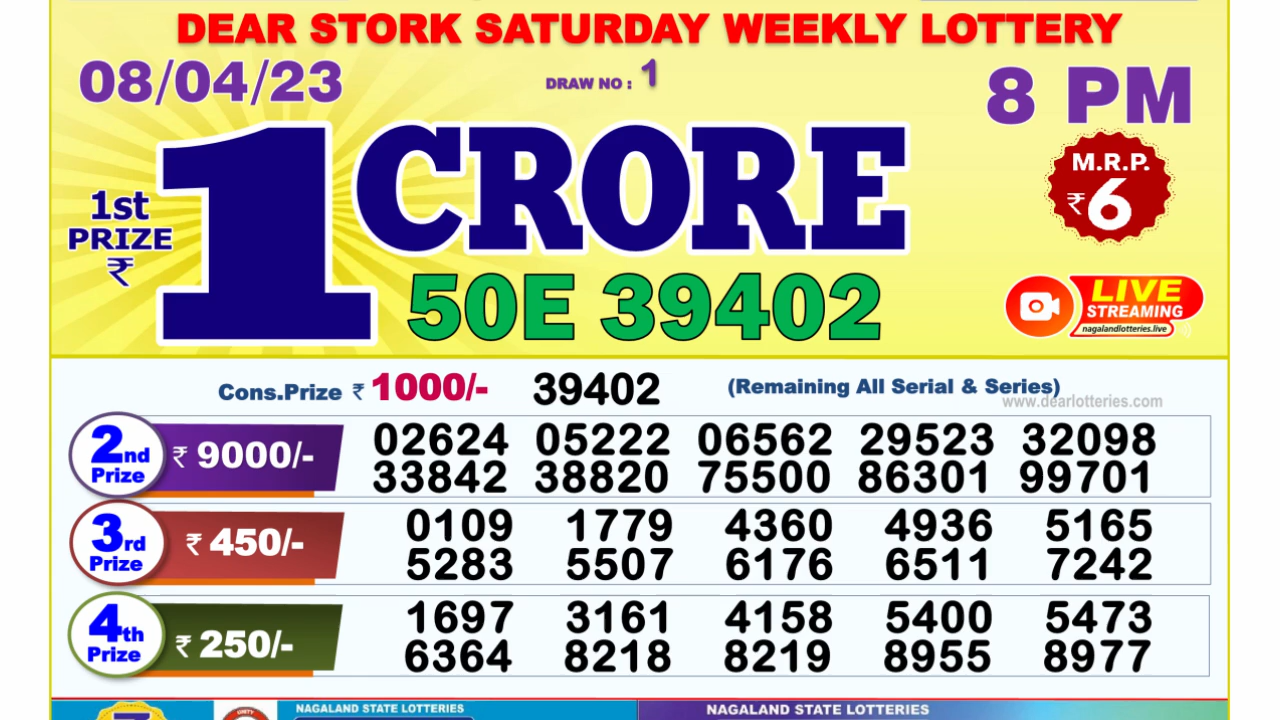 DEAR STORK SATURDAY WEEKLY LOTTERY
08/04/23
DRAW NO : 1
8 PM
1st
PRIZE
₹
1 CRORE
50E 39402
M.R.P.
₹ 6
LIVE
STREAMING
nagalandlotteries.live
Cons.Prize ₹ 1000/- 39402 (Remaining All Serial & Series)
www.dearlotteries.com
2nd
Prize
₹ 9000/-
02624 05222 06562 29523 32098
33842 38820 75500 86301 99701
3rd
Prize
₹ 450/-
0109 1779 4360 4936 5165
5283 5507 6176 6511 7242
4th
Prize
₹ 250/-
1697 3161 4158 5400 5473
6364 8218 8219 8955 8977
NAGALAND STATE LOTTERIES
NAGALAND STATE LOTTERIES